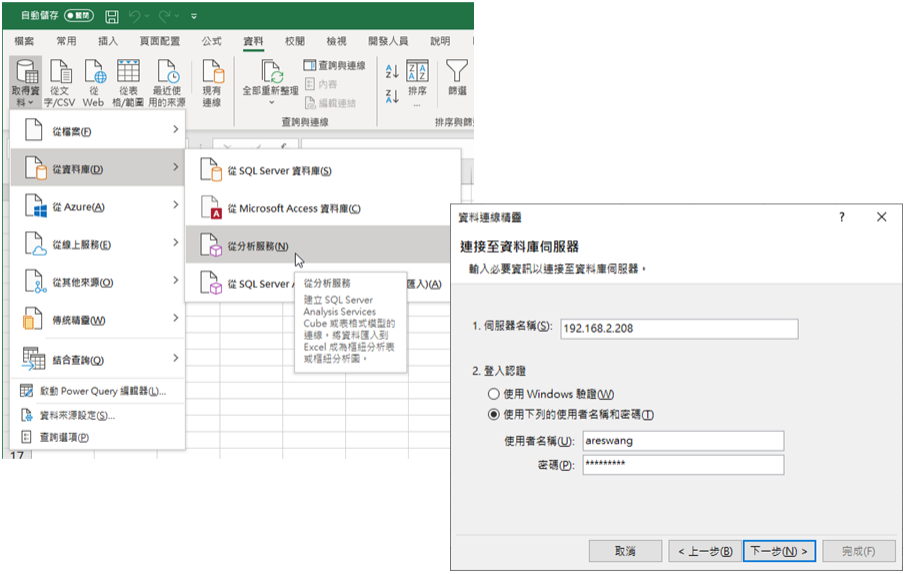 自動儲存 關閉
檔案 常用 插入 頁面配置 公式 資料 校閱 檢視 開發人員 說明
取得資料
從文字/CSV
從 Web
從表格/範圍
最近使用的來源
現有連線
全部重新整理
查詢與連線
內容
編輯連結
查詢與連線
排序
...
篩選
排序與篩
從檔案(F)
從資料庫(D)
從 Azure(A)
從線上服務(E)
從其他來源(O)
傳統精靈(W)
結合查詢(Q)
啟動 Power Query 編輯器(L)...
資料來源設定(S)...
查詢選項(P)
17
從 SQL Server 資料庫(S)
從 Microsoft Access 資料庫(C)
從分析服務(N)
從 SQL Server 匯入)(A)
從分析服務
建立 SQL Server
Analysis Services
Cube 或表格式模型的
連線，將資料匯入到
Excel 成為樞紐分析表
或樞紐分析圖。
資料連線精靈 ?
連接至資料庫伺服器
輸入必要資訊以連接至資料庫伺服器。
1. 伺服器名稱(S): 192.168.2.208
2. 登入認證
使用 Windows 驗證(W)
使用下列的使用者名稱和密碼(T)
使用者名稱(U): areswang
密碼(P): *********
取消 < 上一步(B) 下一步(N) > 完成(F)